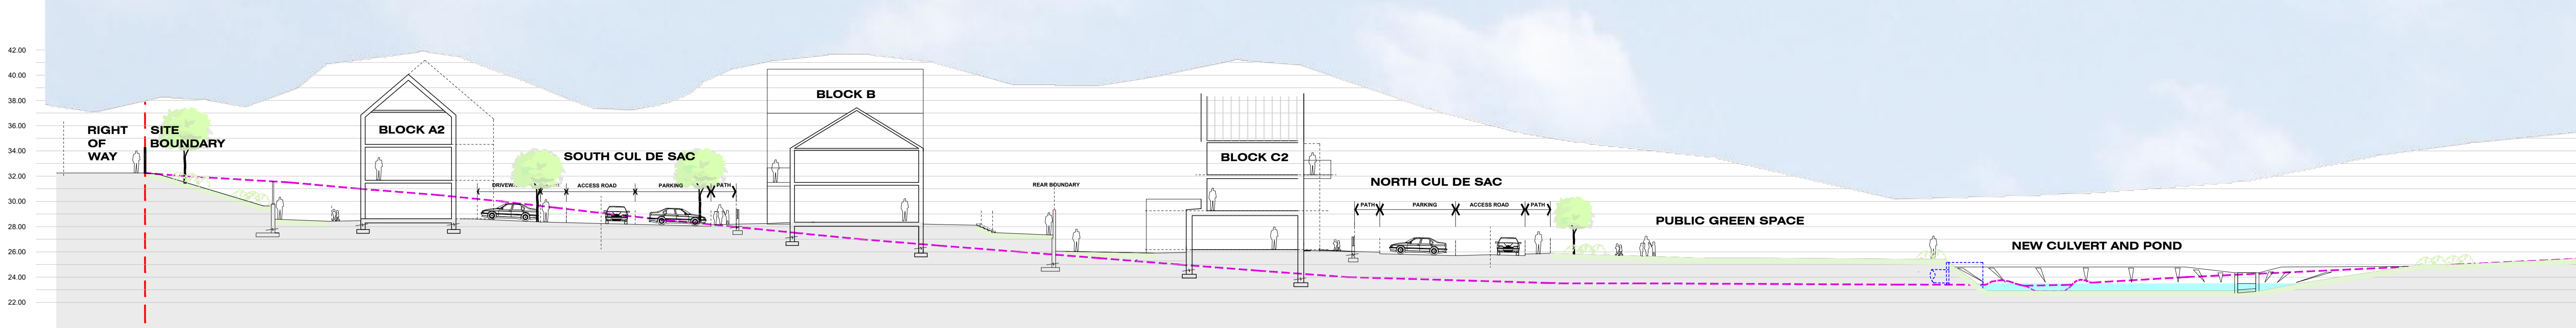 42.00
40.00
38.00
36.00
34.00
32.00
30.00
28.00
26.00
24.00
22.00
RIGHT
OF
WAY
SITE
BOUNDARY
BLOCK A2
SOUTH CUL DE SAC
ACCESS ROAD
PARKING
PATH
BLOCK B
REAR BOUNDARY
BLOCK C2
NORTH CUL DE SAC
PATH
PARKING
ACCESS ROAD
PATH
PUBLIC GREEN SPACE
NEW CULVERT AND POND